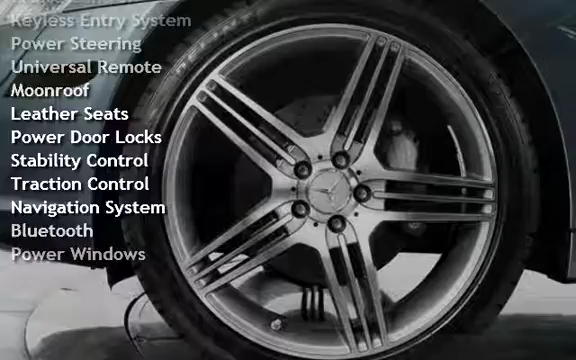 Keyless Entry System
Power Steering
Universal Remote
Moonroof
Leather Seats
Power Door Locks
Stability Control
Traction Control
Navigation System
Bluetooth
Power Windows